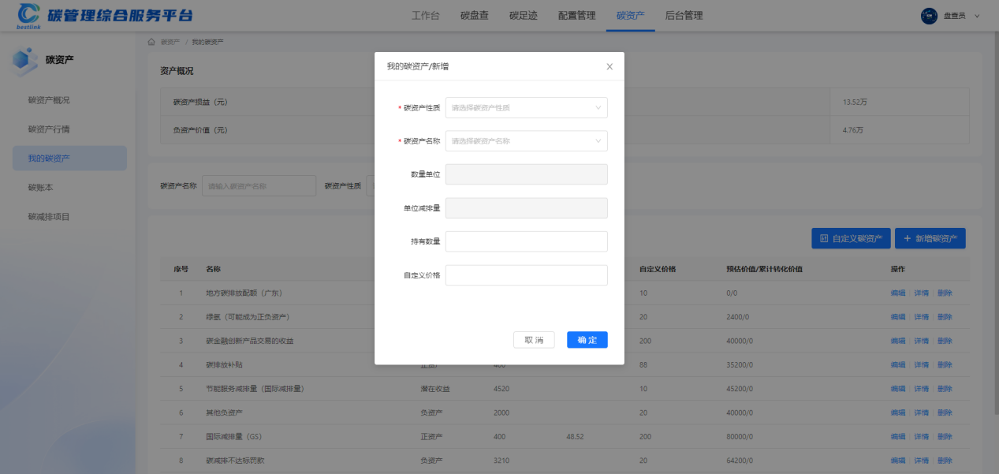 碳管理综合服务平台
bestlink
工作台 碳盘查 碳足迹 配置管理 碳资产 后台管理
盘查员
碳资产
碳资产概况
碳资产行情
我的碳资产
碳账本
碳减排项目
碳资产 / 我的碳资产
资产概况
碳资产损益（元） 13.52万
负资产价值（元） 4.76万
碳资产名称 请输入碳资产名称 碳资产性质
自定义碳资产 + 新增碳资产
序号 名称 自定义价格 预估价值/累计转化价值 操作
1 地方碳排放配额（广东） 10 0/0 编辑 详情 删除
2 绿氢（可能成为正负资产） 20 2400/0 编辑 详情 删除
3 碳金融创新产品交易的收益 200 40000/0 编辑 详情 删除
4 碳排放补贴 正资产 400 88 35200/0 编辑 详情 删除
5 节能服务减排量（国际减排量） 潜在收益 4520 10 45200/0 编辑 详情 删除
6 其他负资产 负资产 2000 20 40000/0 编辑 详情 删除
7 国际减排量（GS） 正资产 400 48.52 200 80000/0 编辑 详情 删除
8 碳减排不达标罚款 负资产 3210 20 64200/0 编辑 详情 删除
我的碳资产/新增
* 碳资产性质 请选择碳资产性质
* 碳资产名称 请选择碳资产名称
数量单位
单位减排量
持有数量
自定义价格
取 消 确 定